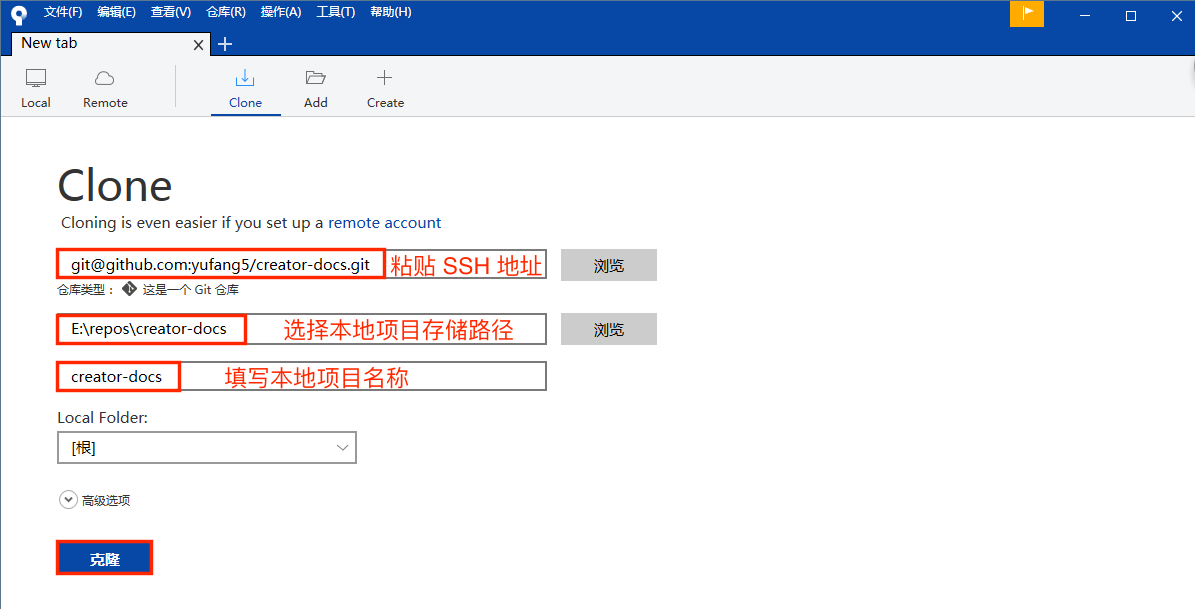 文件(F) 编辑(E) 查看(V) 仓库(R) 操作(A) 工具(T) 帮助(H)
New tab
Local Remote Clone Add Create
Clone
Cloning is even easier if you set up a remote account
git@github.com:yufang5/creator-docs.git 粘贴 SSH 地址 浏览
仓库类型： 这是一个 Git 仓库
E:\repos\creator-docs 选择本地项目存储路径 浏览
creator-docs 填写本地项目名称
Local Folder:
[根]
高级选项
克隆